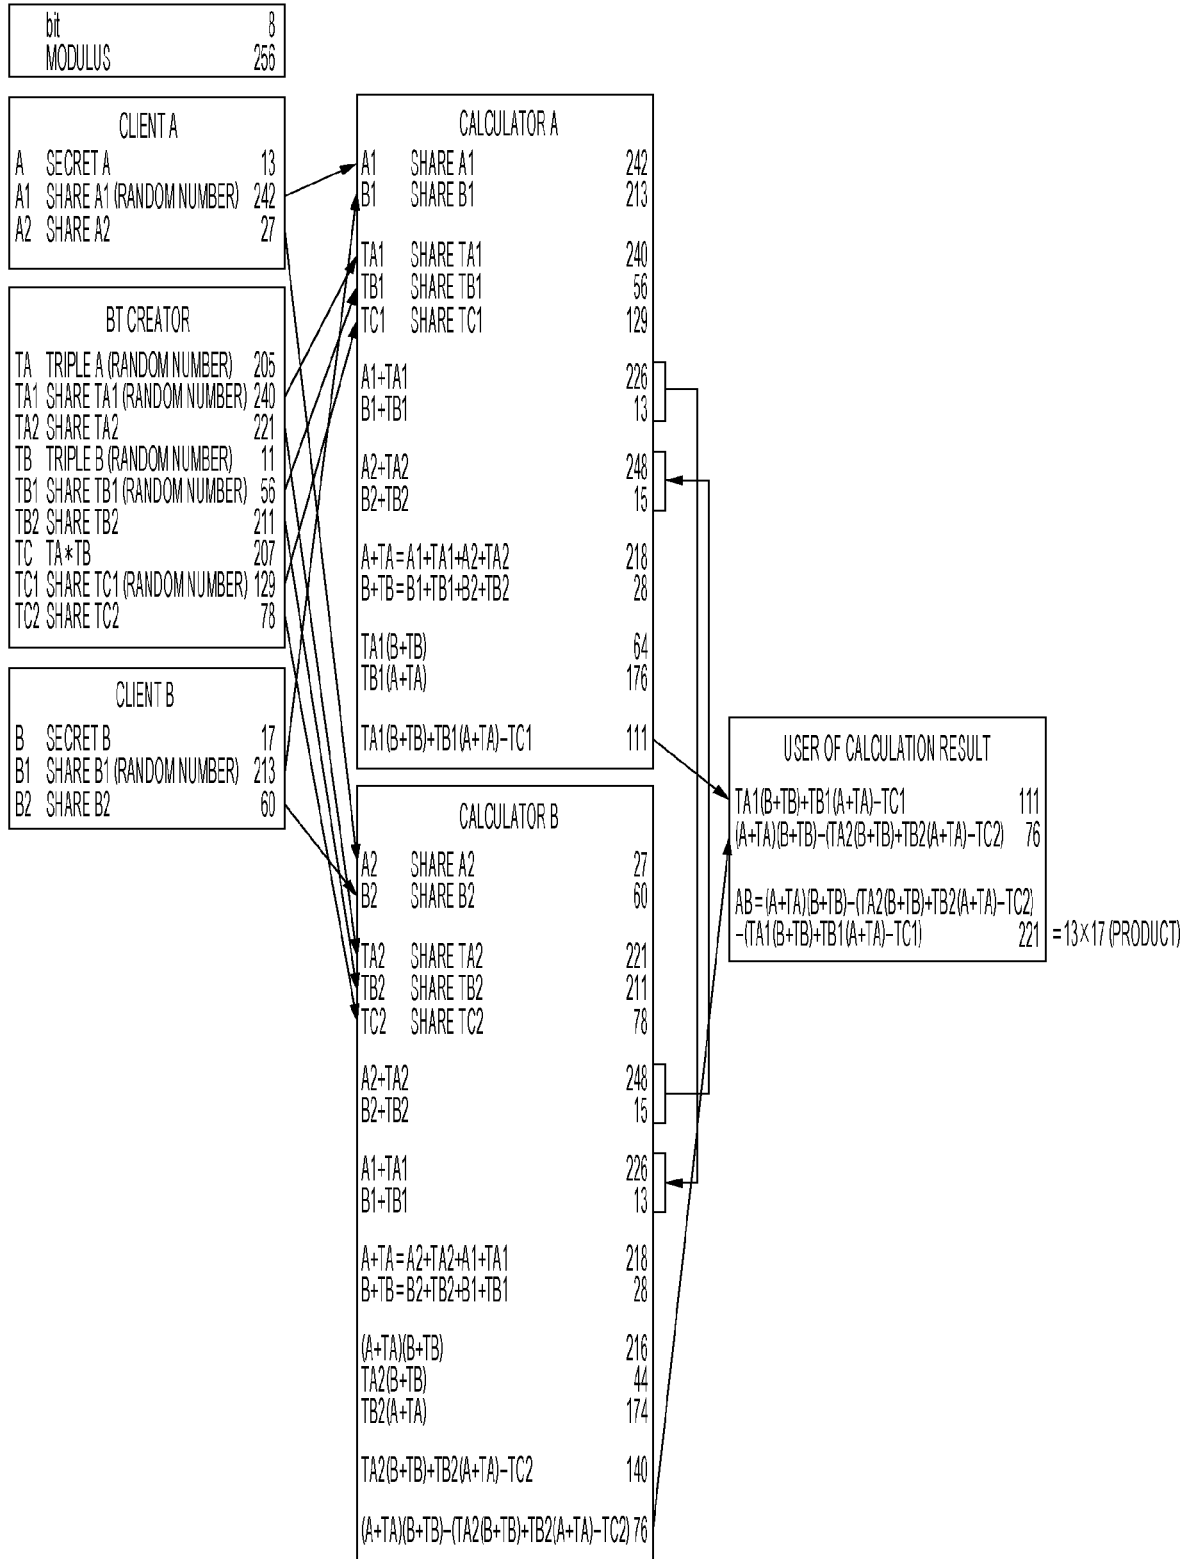 bit 8
MODULUS 256
CLIENT A
A SECRET A 13
A1 SHARE A1 (RANDOM NUMBER) 242
A2 SHARE A2 27
BT CREATOR
TA TRIPLE A (RANDOM NUMBER) 205
TA1 SHARE TA1 (RANDOM NUMBER) 240
TA2 SHARE TA2 221
TB TRIPLE B (RANDOM NUMBER) 11
TB1 SHARE TB1 (RANDOM NUMBER) 56
TB2 SHARE TB2 211
TC TA*TB 207
TC1 SHARE TC1 (RANDOM NUMBER) 129
TC2 SHARE TC2 78
CLIENT B
B SECRET B 17
B1 SHARE B1 (RANDOM NUMBER) 213
B2 SHARE B2 60
CALCULATOR A
A1 SHARE A1 242
B1 SHARE B1 213
TA1 SHARE TA1 240
TB1 SHARE TB1 56
TC1 SHARE TC1 129
A1+TA1 226
B1+TB1 13
A2+TA2 248
B2+TB2 15
A+TA=A1+TA1+A2+TA2 218
B+TB=B1+TB1+B2+TB2 28
TA1(B+TB) 64
TB1(A+TA) 176
TA1(B+TB)+TB1(A+TA)-TC1 111
CALCULATOR B
A2 SHARE A2 27
B2 SHARE B2 60
TA2 SHARE TA2 221
TB2 SHARE TB2 211
TC2 SHARE TC2 78
A2+TA2 248
B2+TB2 15
A1+TA1 226
B1+TB1 13
A+TA=A2+TA2+A1+TA1 218
B+TB=B2+TB2+B1+TB1 28
(A+TA)(B+TB) 216
TA2(B+TB) 44
TB2(A+TA) 174
TA2(B+TB)+TB2(A+TA)-TC2 140
(A+TA)(B+TB)-(TA2(B+TB)+TB2(A+TA)-TC2) 76
USER OF CALCULATION RESULT
TA1(B+TB)+TB1(A+TA)-TC1 111
(A+TA)(B+TB)-(TA2(B+TB)+TB2(A+TA)-TC2) 76
AB=(A+TA)(B+TB)-(TA2(B+TB)+TB2(A+TA)-TC2)
-(TA1(B+TB)+TB1(A+TA)-TC1) 221 =13×17 (PRODUCT)